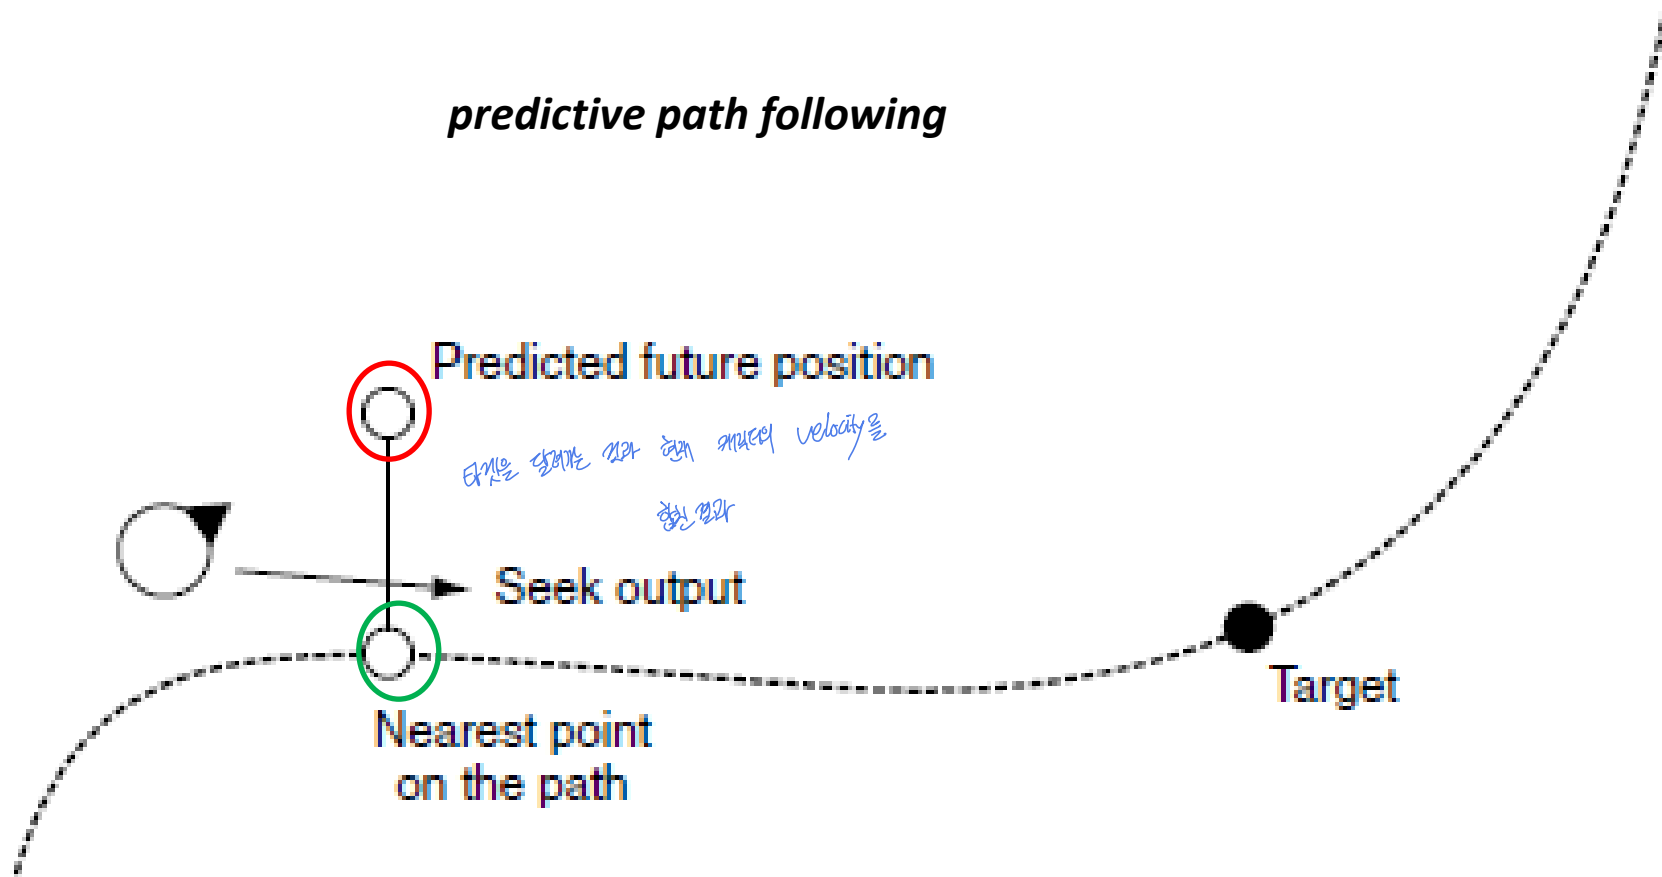 predictive path following
Predicted future position
타겟을 달려가는 결과 현재 캐릭터의 velocity를
합친 결과
Seek output
Target
Nearest point
on the path